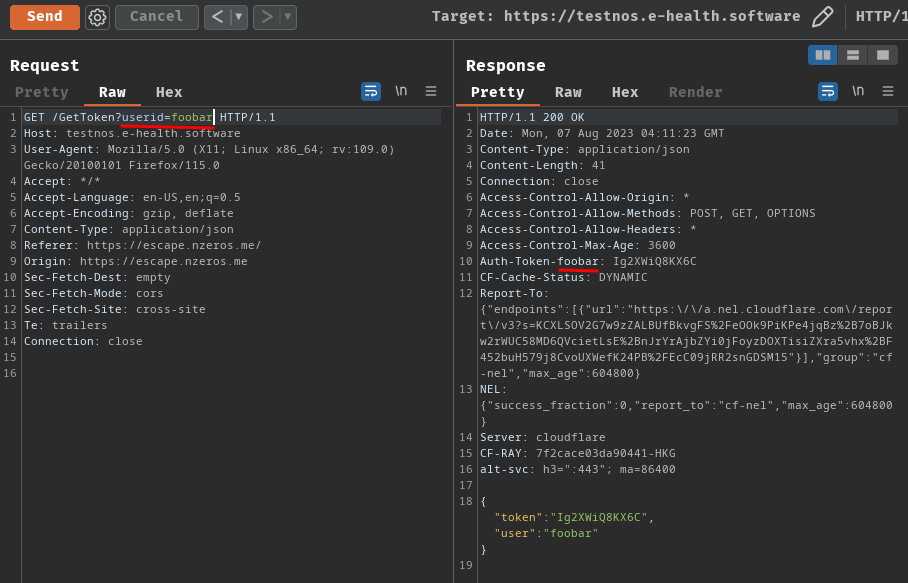 Send Cancel < ▼ > ▼ Target: https://testnos.e-health.software HTTP/1
Request
Pretty Raw Hex \n
1 GET /GetToken?userid=foobar HTTP/1.1
2 Host: testnos.e-health.software
3 User-Agent: Mozilla/5.0 (X11; Linux x86_64; rv:109.0)
Gecko/20100101 Firefox/115.0
4 Accept: */*
5 Accept-Language: en-US,en;q=0.5
6 Accept-Encoding: gzip, deflate
7 Content-Type: application/json
8 Referer: https://escape.nzeros.me/
9 Origin: https://escape.nzeros.me
10 Sec-Fetch-Dest: empty
11 Sec-Fetch-Mode: cors
12 Sec-Fetch-Site: cross-site
13 Te: trailers
14 Connection: close
15
16
Response
Pretty Raw Hex Render \n
1 HTTP/1.1 200 OK
2 Date: Mon, 07 Aug 2023 04:11:23 GMT
3 Content-Type: application/json
4 Content-Length: 41
5 Connection: close
6 Access-Control-Allow-Origin: *
7 Access-Control-Allow-Methods: POST, GET, OPTIONS
8 Access-Control-Allow-Headers: *
9 Access-Control-Max-Age: 3600
10 Auth-Token-foobar: Ig2XWiQ8KX6C
11 CF-Cache-Status: DYNAMIC
12 Report-To:
{"endpoints":[{"url":"https:\/\/a.nel.cloudflare.com\/repor
t\/v3?s=KCXLSOV2G7w9zZALBUfBkvgFS%2FeOOk9PiKPe4jqBz%2B7oBJk
w2rWUC58MD6QVcietLsE%2BnJrYrAjbZYi0jFoyzDOXTisiZXra5vhx%2BF
452buH579j8CvoUXWefK24PB%2FEcC09jRR2snGDSM15"}],"group":"cf
-nel","max_age":604800}
13 NEL:
{"success_fraction":0,"report_to":"cf-nel","max_age":604800
}
14 Server: cloudflare
15 CF-RAY: 7f2cace03da90441-HKG
16 alt-svc: h3=":443"; ma=86400
17
18 {
"token":"Ig2XWiQ8KX6C",
"user":"foobar"
}
19